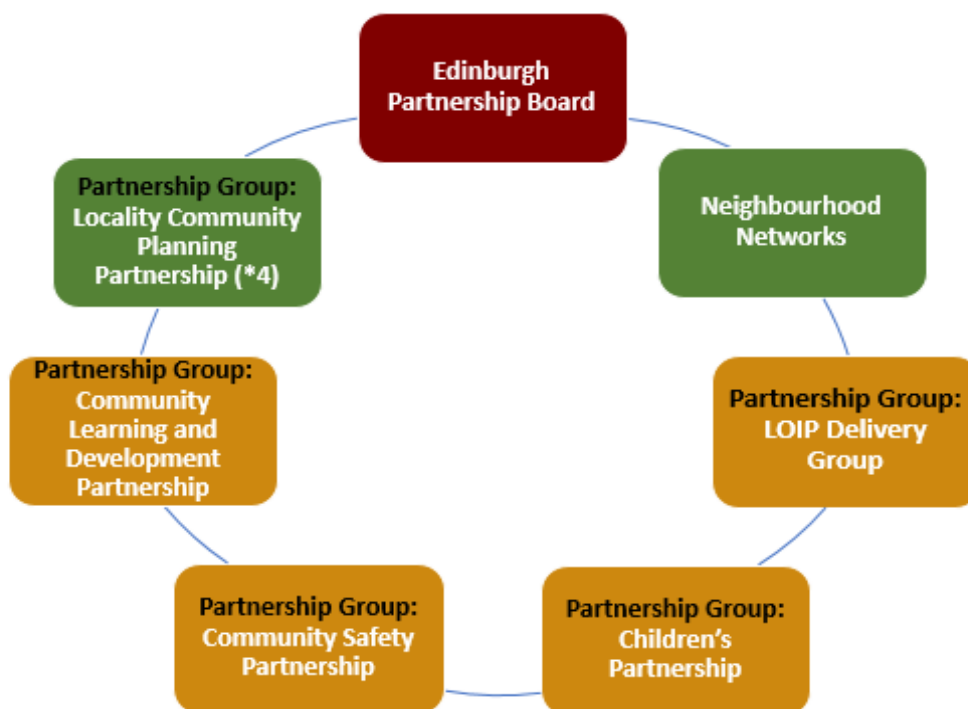 Edinburgh
Partnership Board
Partnership Group:
Locality Community
Planning
Partnership (*4)
Neighbourhood
Networks
Partnership Group:
Community
Learning and
Development
Partnership
Partnership Group:
LOIP Delivery
Group
Partnership Group:
Community Safety
Partnership
Partnership Group:
Children’s
Partnership